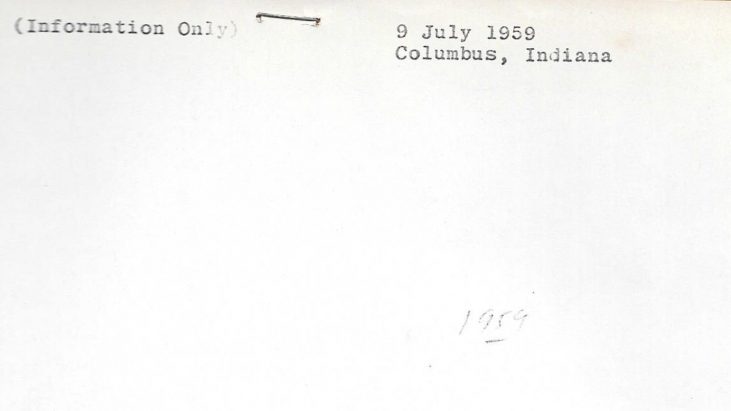 (Information Only)
9 July 1959
Columbus, Indiana
1959